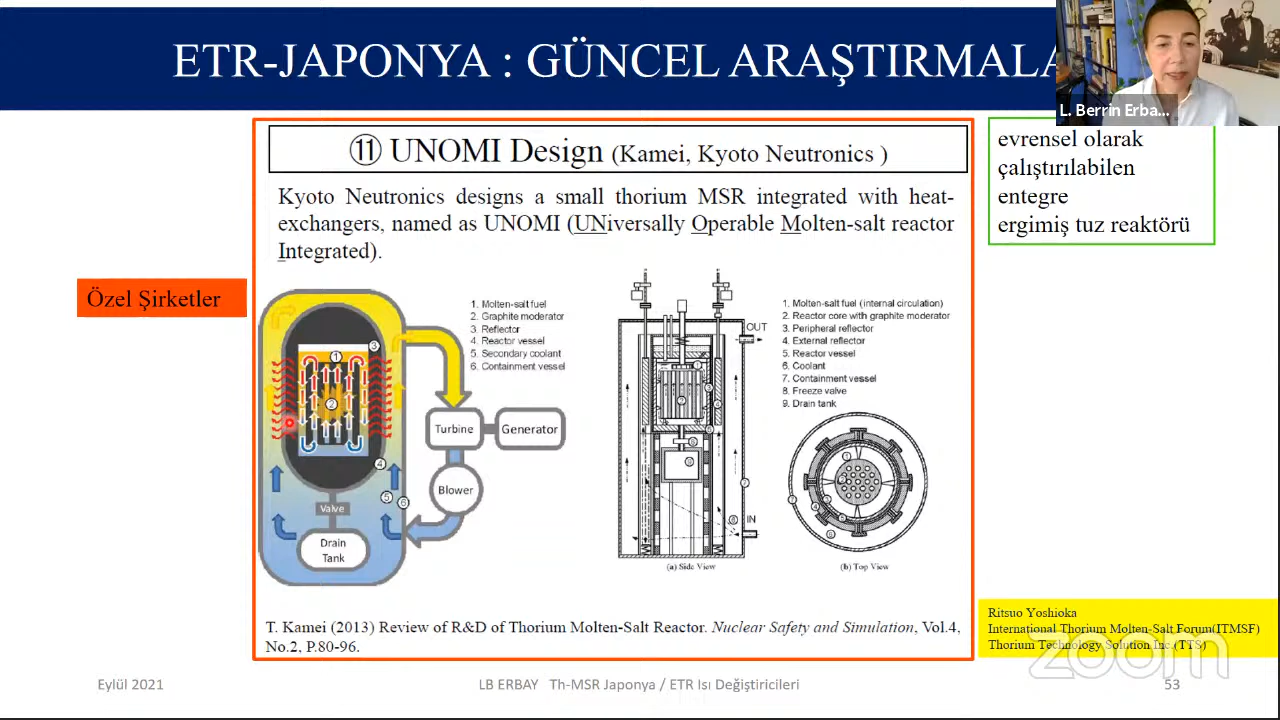 ETR-JAPONYA : GÜNCEL ARAŞTIRMALA
L. Berrin Erba...
⑪ UNOMI Design (Kamei, Kyoto Neutronics )
Kyoto Neutronics designs a small thorium MSR integrated with heat-
exchangers, named as UNOMI (UNiversally Operable Molten-salt reactor
Integrated).
evrensel olarak
çalıştırılabilen
entegre
ergimiş tuz reaktörü
Özel Şirketler
1. Molten-salt fuel
2. Graphite moderator
3. Reflector
4. Reactor vessel
5. Secondary coolant
6. Containment vessel
1
2
3
4
5
6
Turbine
Generator
Blower
Valve
Drain
Tank
OUT
IN
1. Molten-salt fuel (internal circulation)
2. Reactor core with graphite moderator
3. Peripheral reflector
4. External reflector
5. Reactor vessel
6. Coolant
7. Containment vessel
8. Freeze valve
9. Drain tank
(a) Side View
(b) Top View
T. Kamei (2013) Review of R&D of Thorium Molten-Salt Reactor. Nuclear Safety and Simulation, Vol.4,
No.2, P.80-96.
Ritsuo Yoshioka
International Thorium Molten-Salt Forum(ITMSF)
Thorium Technology Solution Inc.(TTS)
zoom
Eylül 2021
LB ERBAY Th-MSR Japonya / ETR Isı Değiştiricileri
53